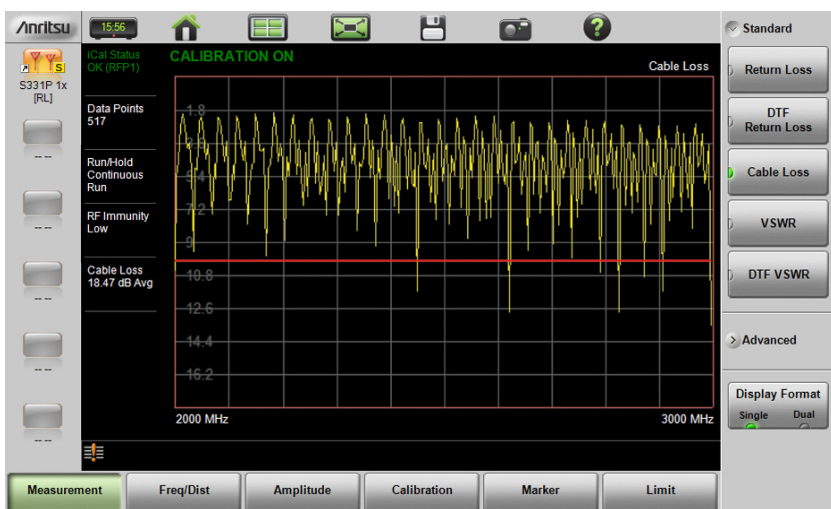 Anritsu
15:56
?
Standard
iCal Status
OK (RFP1)
CALIBRATION ON
Cable Loss
S
S331P 1x
[RL]
Data Points
517
Run/Hold
Continuous
Run
RF Immunity
Low
Cable Loss
18.47 dB Avg
1.8
7.2
10.8
12.6
14.4
16.2
2000 MHz
3000 MHz
-- --
-- --
-- --
-- --
-- --
Return Loss
DTF
Return Loss
Cable Loss
VSWR
DTF VSWR
Advanced
Display Format
Single Dual
Measurement
Freq/Dist
Amplitude
Calibration
Marker
Limit